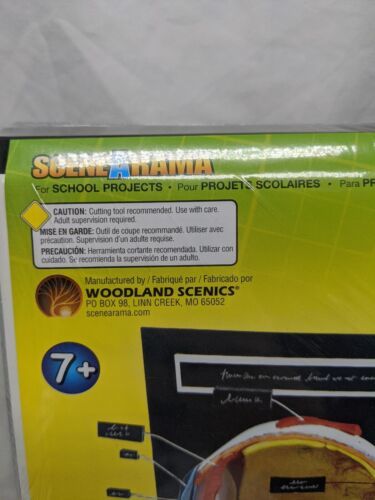 SCENEARAMA
For SCHOOL PROJECTS • Pour PROJETS SCOLAIRES • Para PR
CAUTION: Cutting tool recommended. Use with care.
Adult supervision required.
MISE EN GARDE: Outil de coupe recommandé. Utiliser avec
précaution. Supervision d'un adulte requise.
PRECAUCIÓN: Herramienta cortante recomendada. Utilizar con
cuidado. Se recomienda la supervisión de un adulto.
Manufactured by / Fabriqué par / Fabricado por
WOODLAND SCENICS®
PO BOX 98, LINN CREEK, MO 65052
scenearama.com
7+